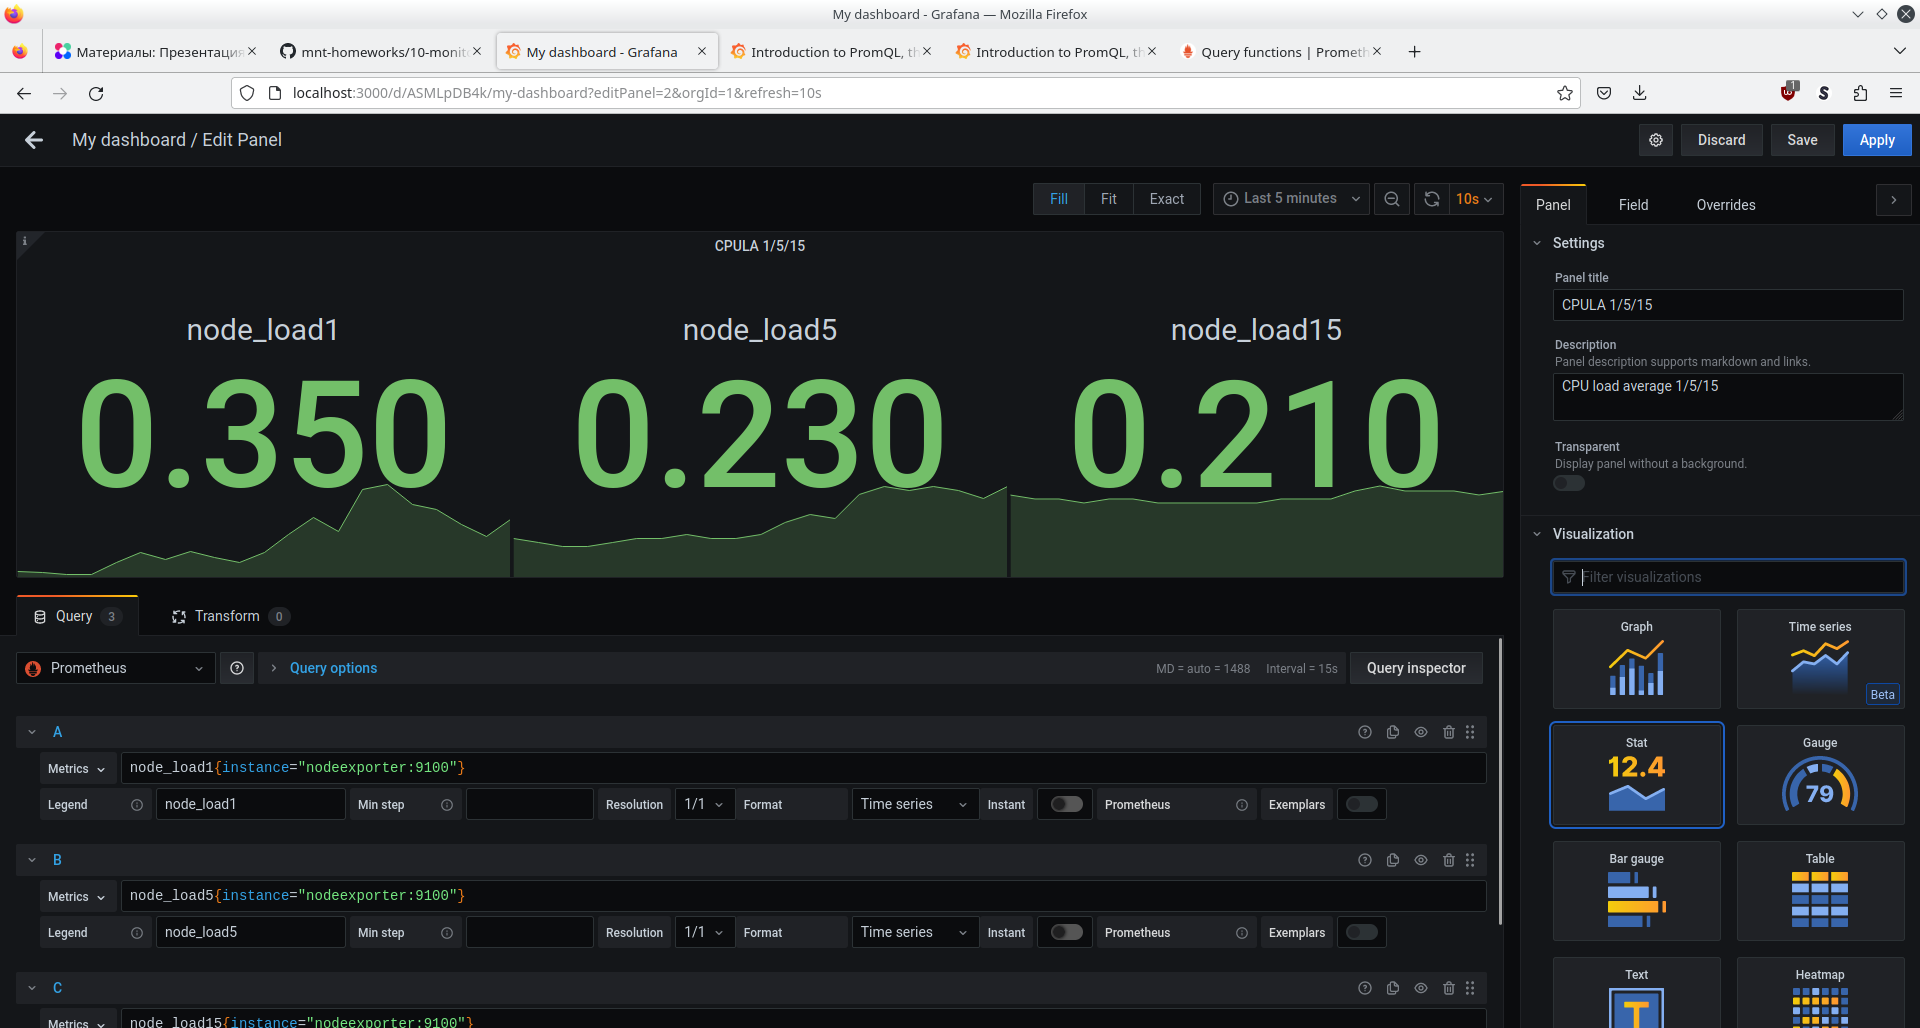 My dashboard - Grafana — Mozilla Firefox
Материалы: Презентация
mnt-homeworks/10-monit
My dashboard - Grafana
Introduction to PromQL, th
Introduction to PromQL, th
Query functions | Prometh
localhost:3000/d/ASMLpDB4k/my-dashboard?editPanel=2&orgId=1&refresh=10s
1
My dashboard / Edit Panel
Discard
Save
Apply
Fill
Fit
Exact
Last 5 minutes
10s
CPULA 1/5/15
node_load1
0.350
node_load5
0.230
node_load15
0.210
Query 3
Transform 0
Prometheus
Query options
MD = auto = 1488
Interval = 15s
Query inspector
A
Metrics
node_load1{instance="nodeexporter:9100"}
Legend
node_load1
Min step
Resolution
1/1
Format
Time series
Instant
Prometheus
Exemplars
B
Metrics
node_load5{instance="nodeexporter:9100"}
Legend
node_load5
Min step
Resolution
1/1
Format
Time series
Instant
Prometheus
Exemplars
C
Metrics
node_load15{instance="nodeexporter:9100"}
Panel
Field
Overrides
Settings
Panel title
CPULA 1/5/15
Description
Panel description supports markdown and links.
CPU load average 1/5/15
Transparent
Display panel without a background.
Visualization
Filter visualizations
Graph
Time series
Beta
Stat
12.4
Gauge
79
Bar gauge
Table
Text
T
Heatmap